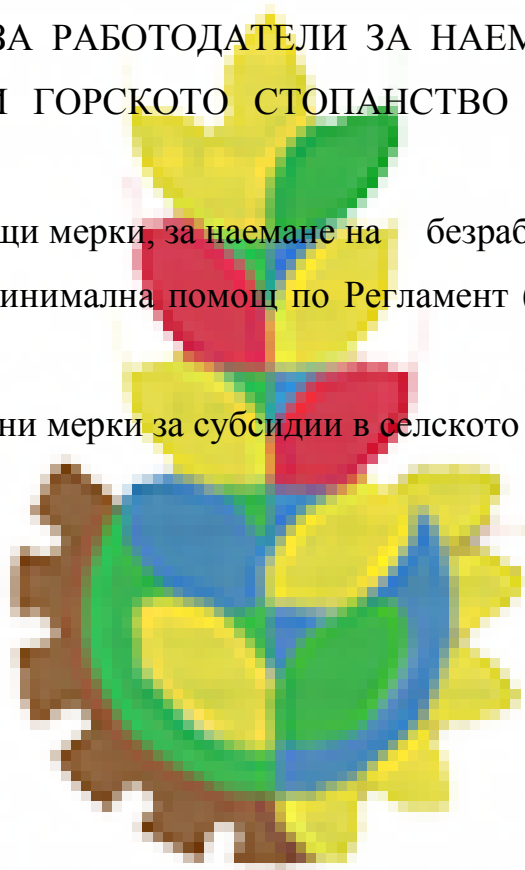 ЗА РАБОТОДАТЕЛИ ЗА НАЕМ
И ГОРСКОТО СТОПАНСТВО
щи мерки, за наемане на безраб
инимална помощ по Регламент (
ни мерки за субсидии в селското